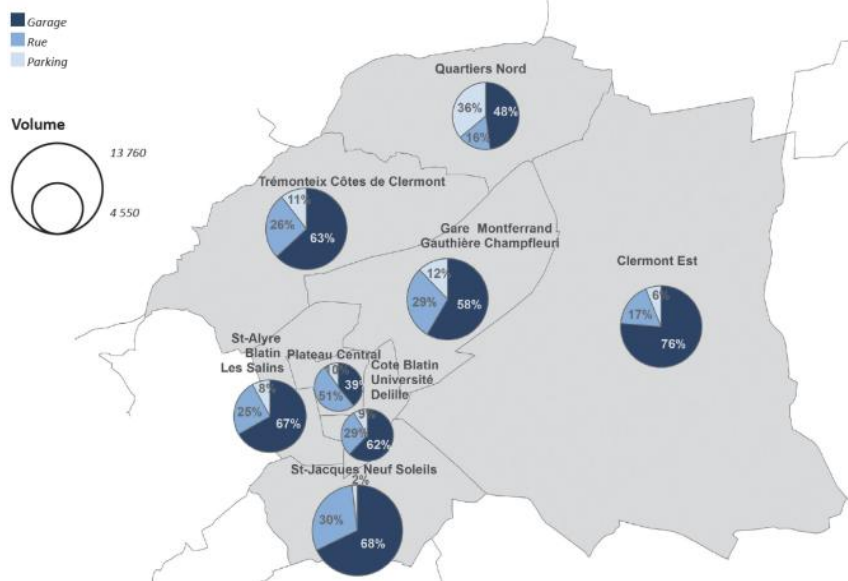 Garage
Rue
Parking
Volume
13 760
4 550
Quartiers Nord
36%
48%
16%
Trémonteix Côtes de Clermont
11%
26%
63%
Gare Montferrand
Gauthière Champfleuri
12%
29%
58%
Clermont Est
6%
17%
76%
St-Alyre
Blatin
Les Salins
8%
25%
67%
Plateau Central
10%
39%
51%
Cote Blatin
Université
Delille
9%
29%
62%
St-Jacques Neuf Soleils
2%
30%
68%